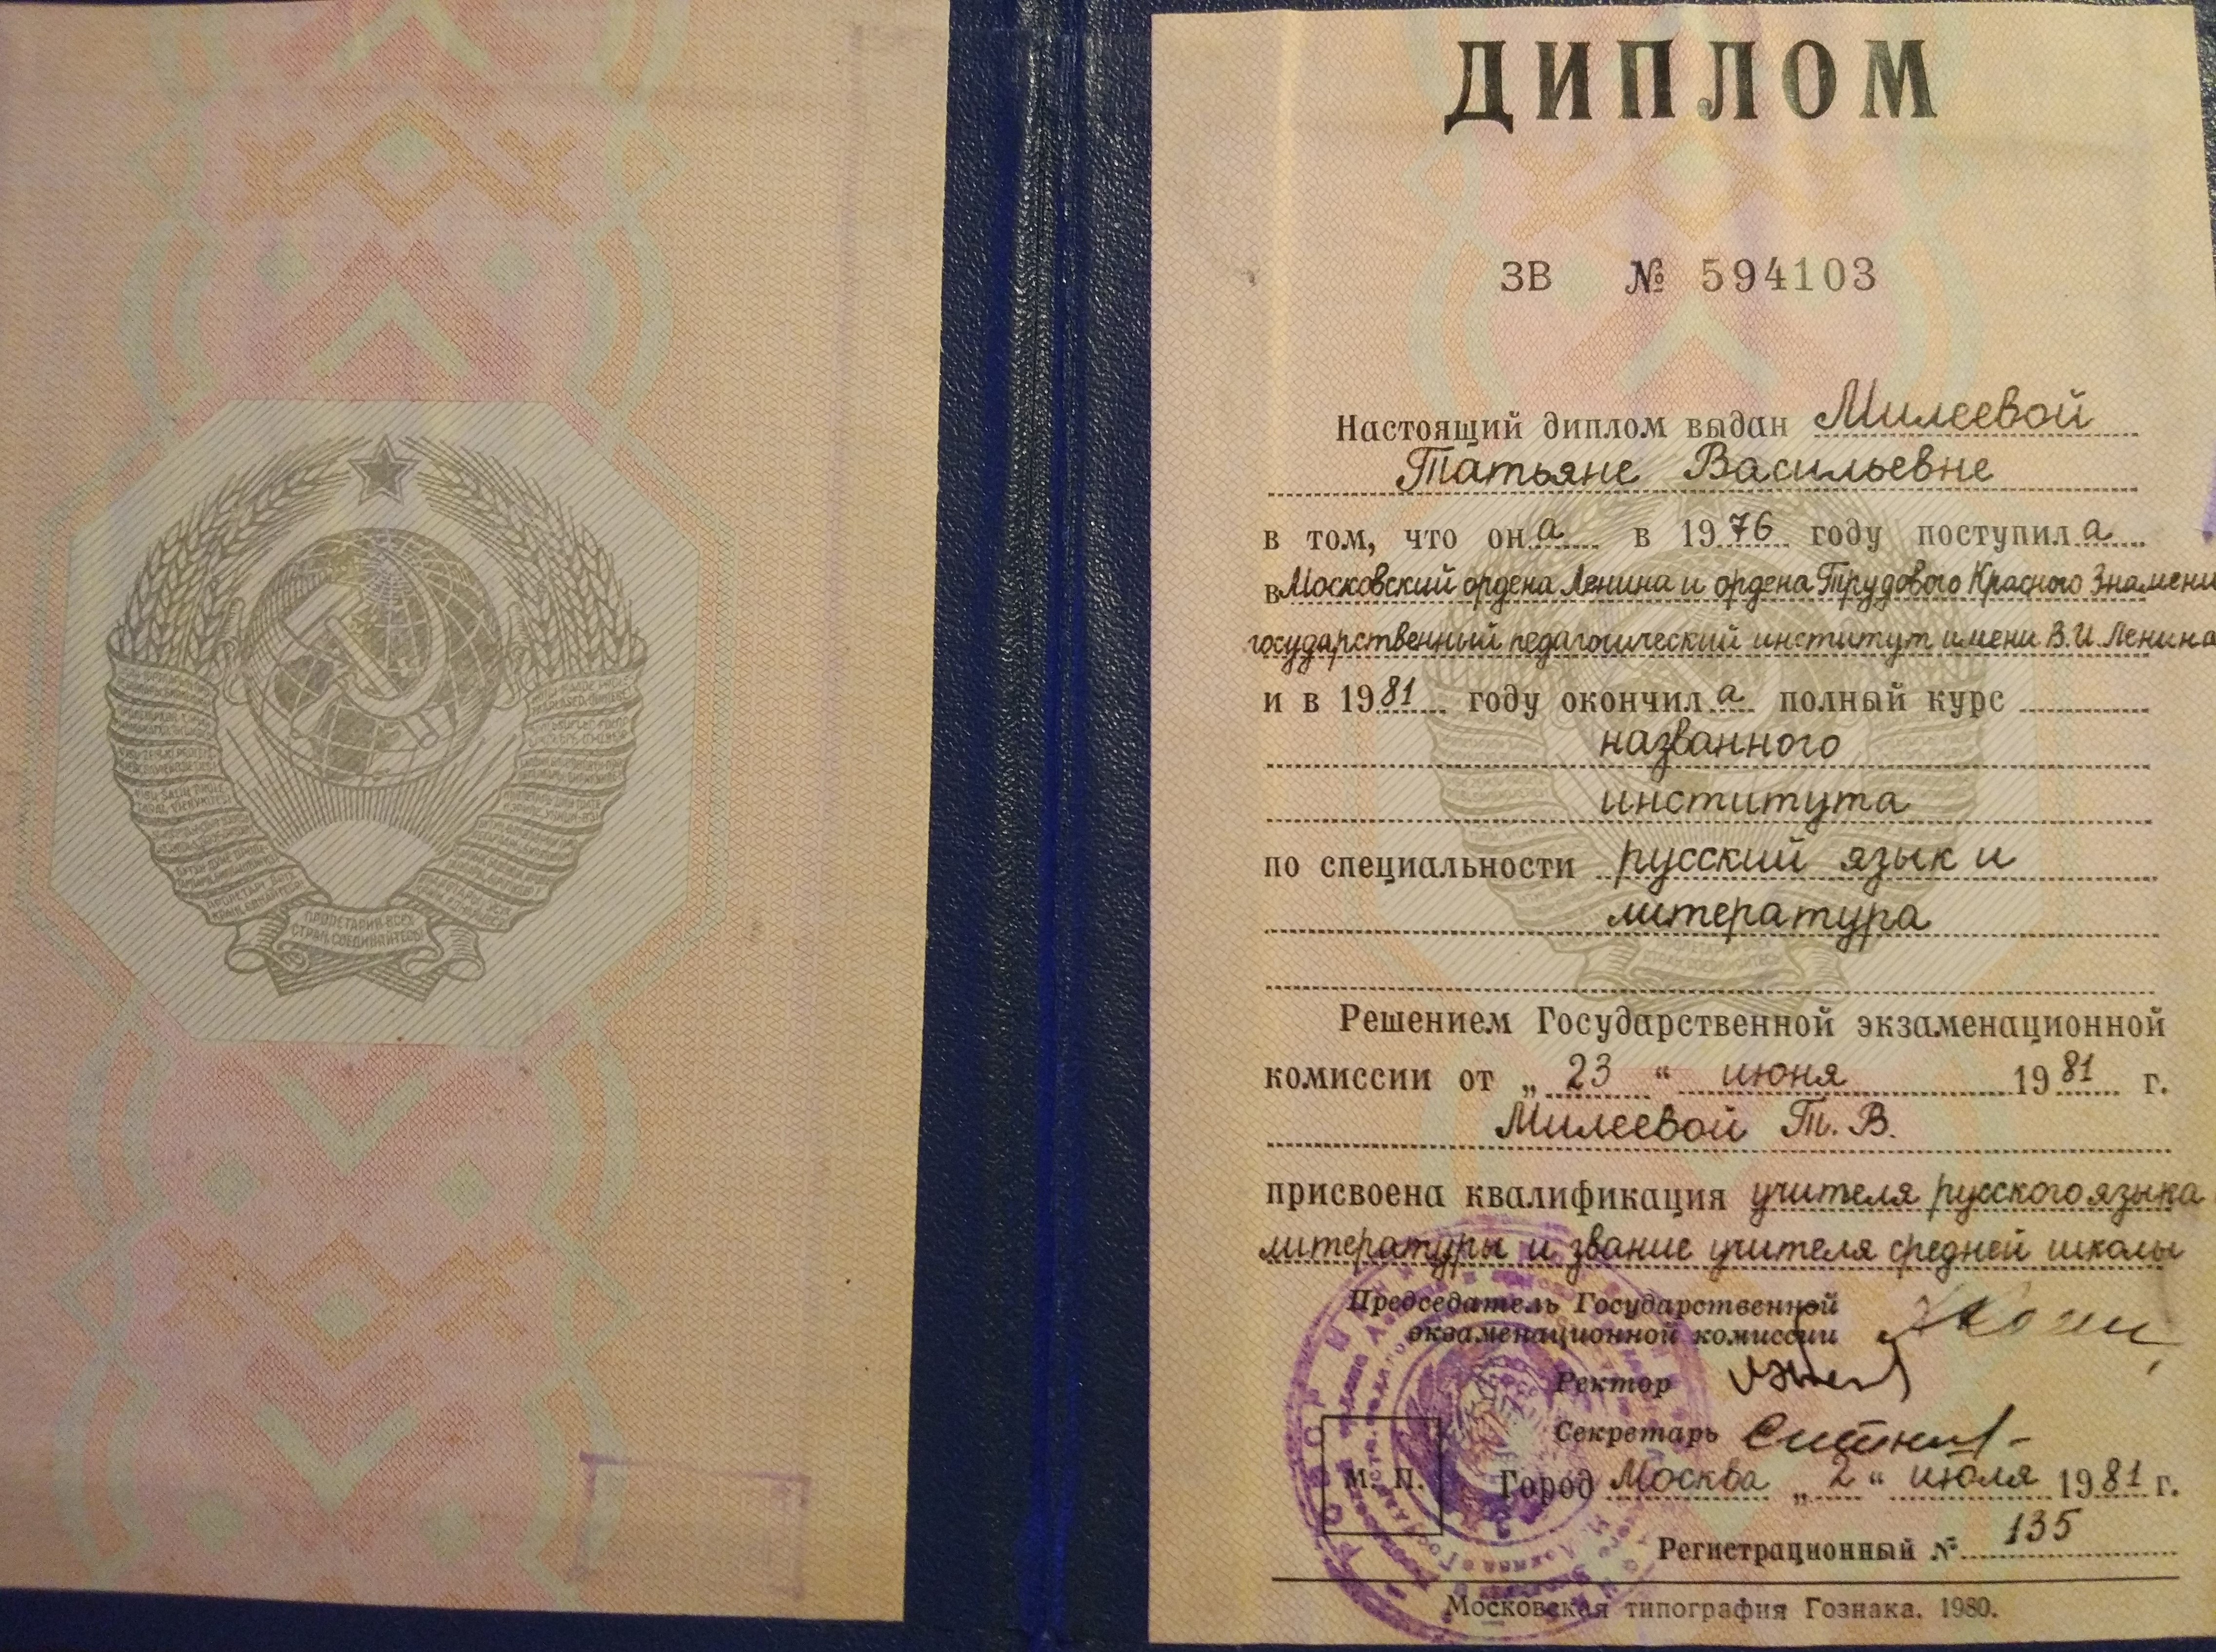 ПРОЛЕТАРИИ ВСЕХ
СТРАН, СОЕДИНЯЙТЕСЬ!
ДИПЛОМ
ЗВ № 594103
Настоящий диплом выдан Милеевой
Татьяне Васильевне
в том, что она в 1976 году поступила
в Московский ордена Ленина и ордена Трудового Красного Знамени
государственный педагогический институт имени В.И. Ленина
и в 1981 году окончила полный курс
названного
института
по специальности русский язык и
литература
Решением Государственной экзаменационной
комиссии от „23“ июня 1981 г.
Милеевой Т. В.
присвоена квалификация учителя русского языка
литературы и звание учителя средней школы
Председатель Государственной
экзаменационной комиссии
Ректор
Секретарь
М. П.
Город Москва „2“ июля 1981 г.
Регистрационный № 135
Московская типография Гознака. 1980.